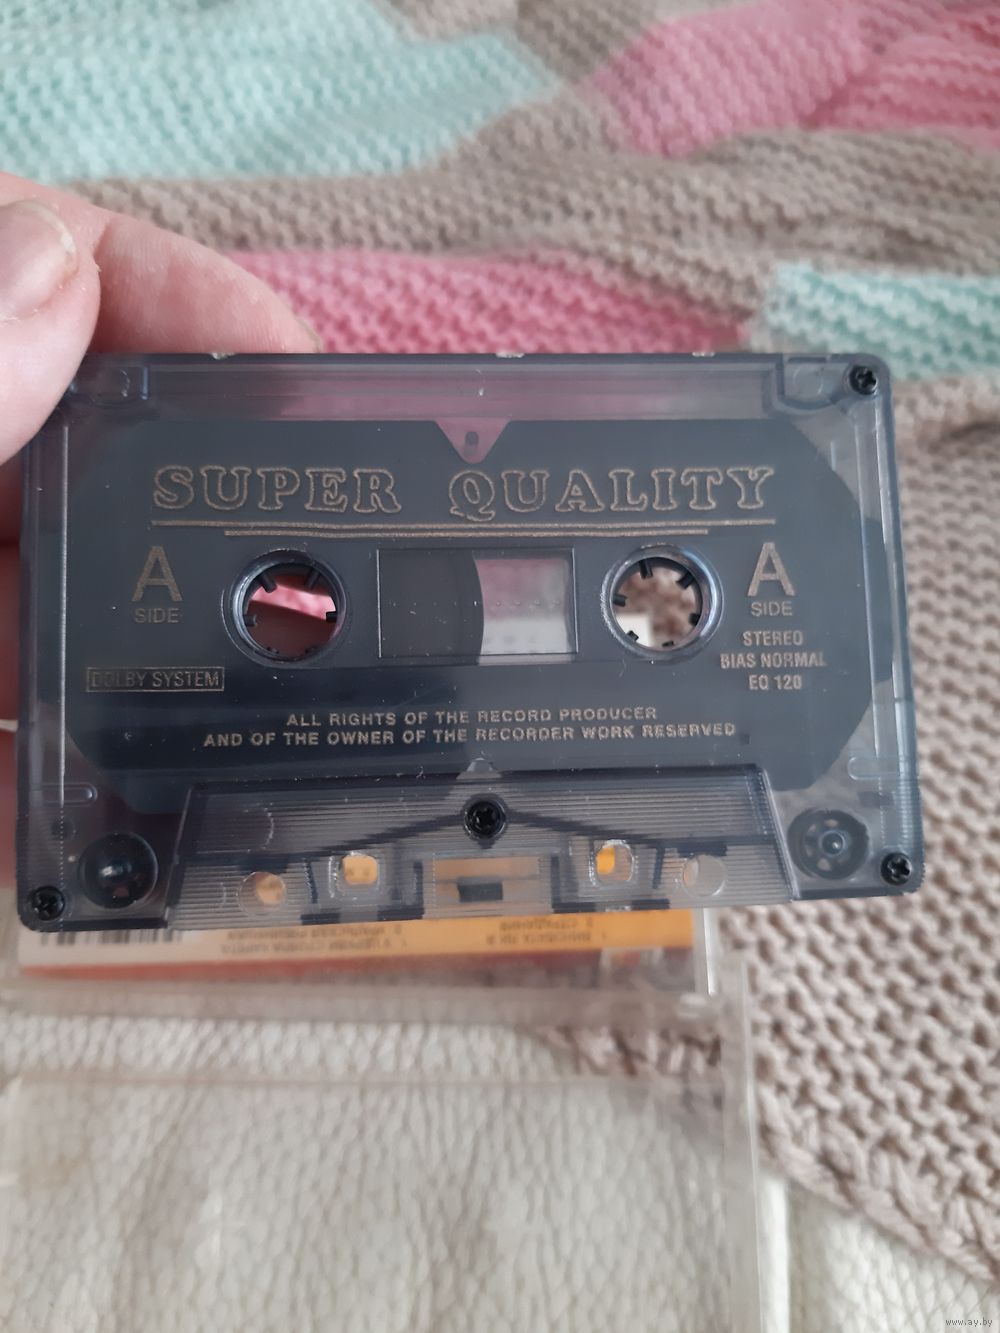 SUPER QUALITY
A A
SIDE SIDE
STEREO
BIAS NORMAL
DOLBY SYSTEM
EQ 120
ALL RIGHTS OF THE RECORD PRODUCER
AND OF THE OWNER OF THE RECORDER WORK RESERVED
www.ay.by